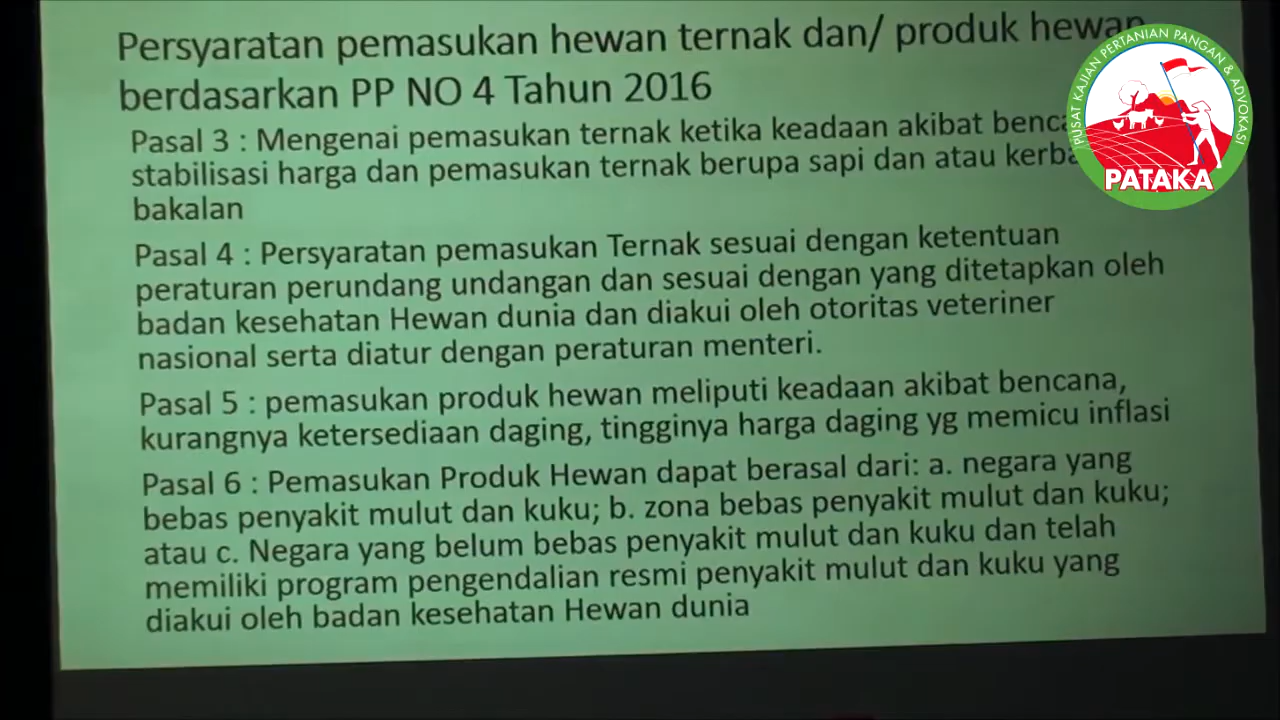 Persyaratan pemasukan hewan ternak dan/ produk hewan
berdasarkan PP NO 4 Tahun 2016
Pasal 3 : Mengenai pemasukan ternak ketika keadaan akibat
stabilisasi harga dan pemasukan ternak berupa sapi dan atau
bakalan
Pasal 4 : Persyaratan pemasukan Ternak sesuai dengan ketentuan
peraturan perundang undangan dan sesuai dengan yang ditetapkan oleh
badan kesehatan Hewan dunia dan diakui oleh otoritas veteriner
nasional serta diatur dengan peraturan menteri.
Pasal 5 : pemasukan produk hewan meliputi keadaan akibat bencana,
kurangnya ketersediaan daging, tingginya harga daging yg memicu inflasi
Pasal 6 : Pemasukan Produk Hewan dapat berasal dari: a. negara yang
bebas penyakit mulut dan kuku; b. zona bebas penyakit mulut dan kuku;
atau c. Negara yang belum bebas penyakit mulut dan kuku dan telah
memiliki program pengendalian resmi penyakit mulut dan kuku yang
diakui oleh badan kesehatan Hewan dunia
PUSAT KAJIAN PERTANIAN PANGAN & ADVOKASI
PATAKA